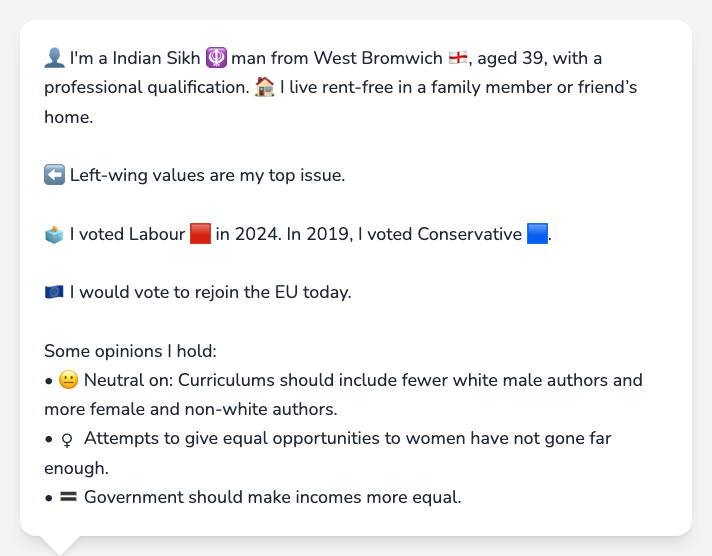 👤 I'm a Indian Sikh 🪯 man from West Bromwich 🏴󠁧󠁢󠁥󠁮󠁧󠁿, aged 39, with a
professional qualification. 🏠 I live rent-free in a family member or friend’s
home.
⬅️ Left-wing values are my top issue.
🗳️ I voted Labour 🟥 in 2024. In 2019, I voted Conservative 🟦.
🇪🇺 I would vote to rejoin the EU today.
Some opinions I hold:
• 😐 Neutral on: Curriculums should include fewer white male authors and
more female and non-white authors.
• ♀ Attempts to give equal opportunities to women have not gone far
enough.
• 🟰 Government should make incomes more equal.